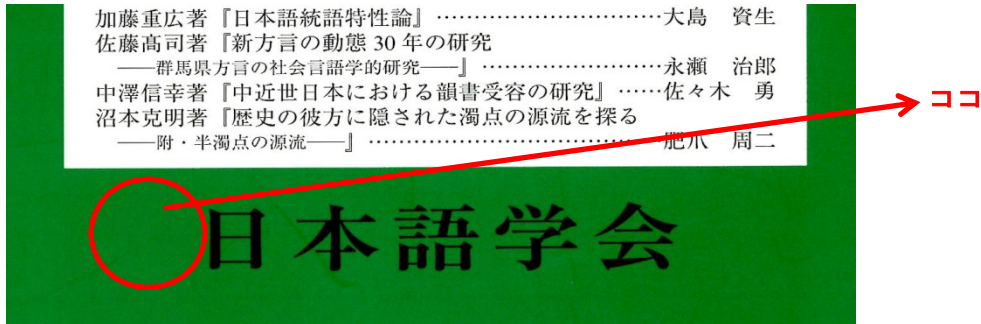 加藤重広著『日本語統語特性論』……………………………大島 資生
佐藤髙司著『新方言の動態 30 年の研究
――群馬県方言の社会言語学的研究――』……………………永瀬 治郎
中澤信幸著『中近世日本における韻書受容の研究』……佐々木 勇
沼本克明著『歴史の彼方に隠された濁点の源流を探る
――附・半濁点の源流――』………………………………肥爪 周二
ココ
日本語学会